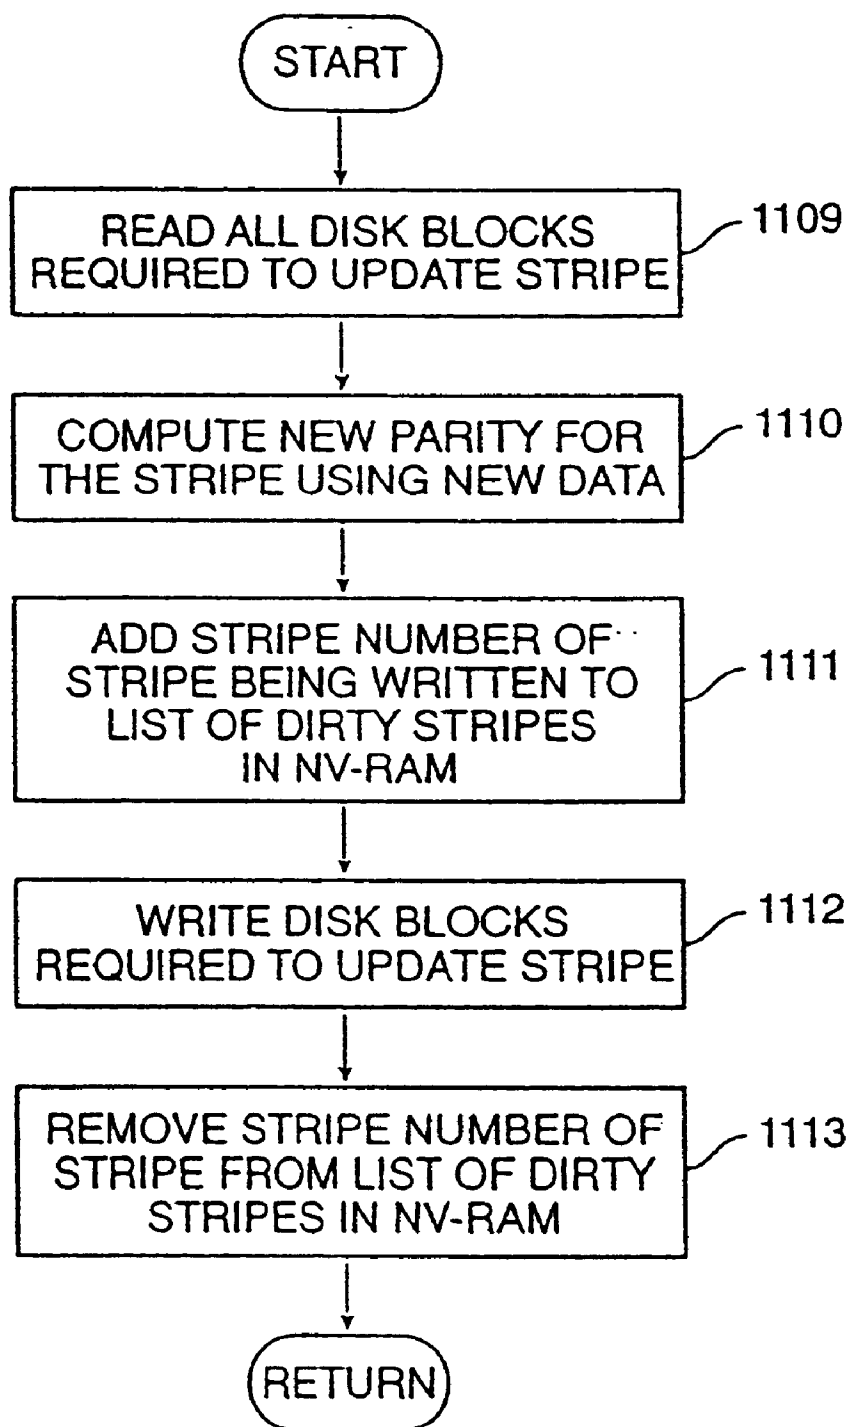 START
READ ALL DISK BLOCKS
REQUIRED TO UPDATE STRIPE
1109
COMPUTE NEW PARITY FOR
THE STRIPE USING NEW DATA
1110
ADD STRIPE NUMBER OF
STRIPE BEING WRITTEN TO
LIST OF DIRTY STRIPES
IN NV-RAM
1111
WRITE DISK BLOCKS
REQUIRED TO UPDATE STRIPE
1112
REMOVE STRIPE NUMBER OF
STRIPE FROM LIST OF DIRTY
STRIPES IN NV-RAM
1113
RETURN